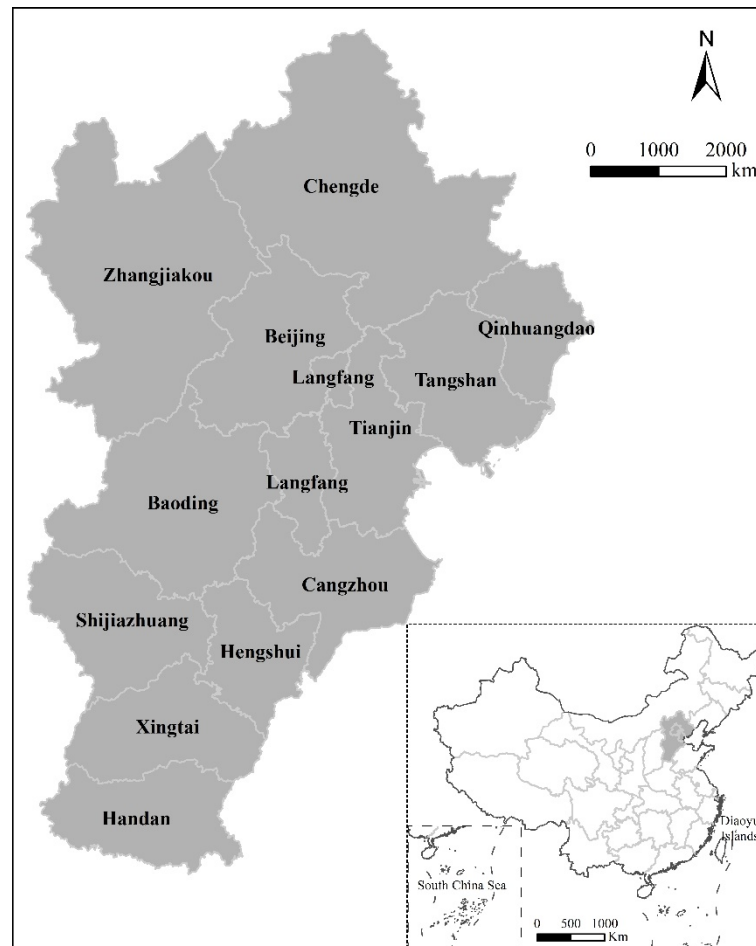 N
0 1000 2000
km
Chengde
Zhangjiakou
Qinhuangdao
Beijing
Langfang
Tangshan
Tianjin
Langfang
Baoding
Cangzhou
Shijiazhuang
Hengshui
Xingtai
Handan
Diaoyu
Islands
South China Sea
0 500 1000
Km